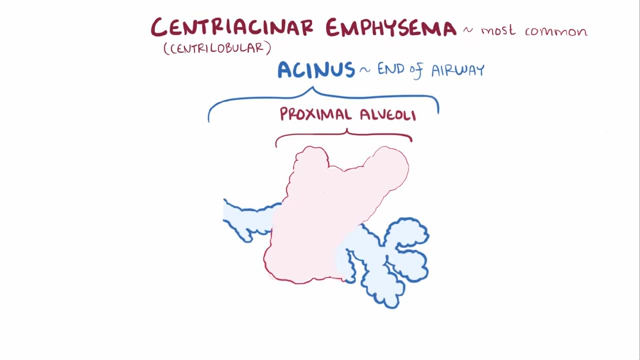 CENTRIACINAR EMPHYSEMA ~ most common
(CENTRILOBULAR)
ACINUS ~ END of AIRWAY
PROXIMAL ALVEOLI